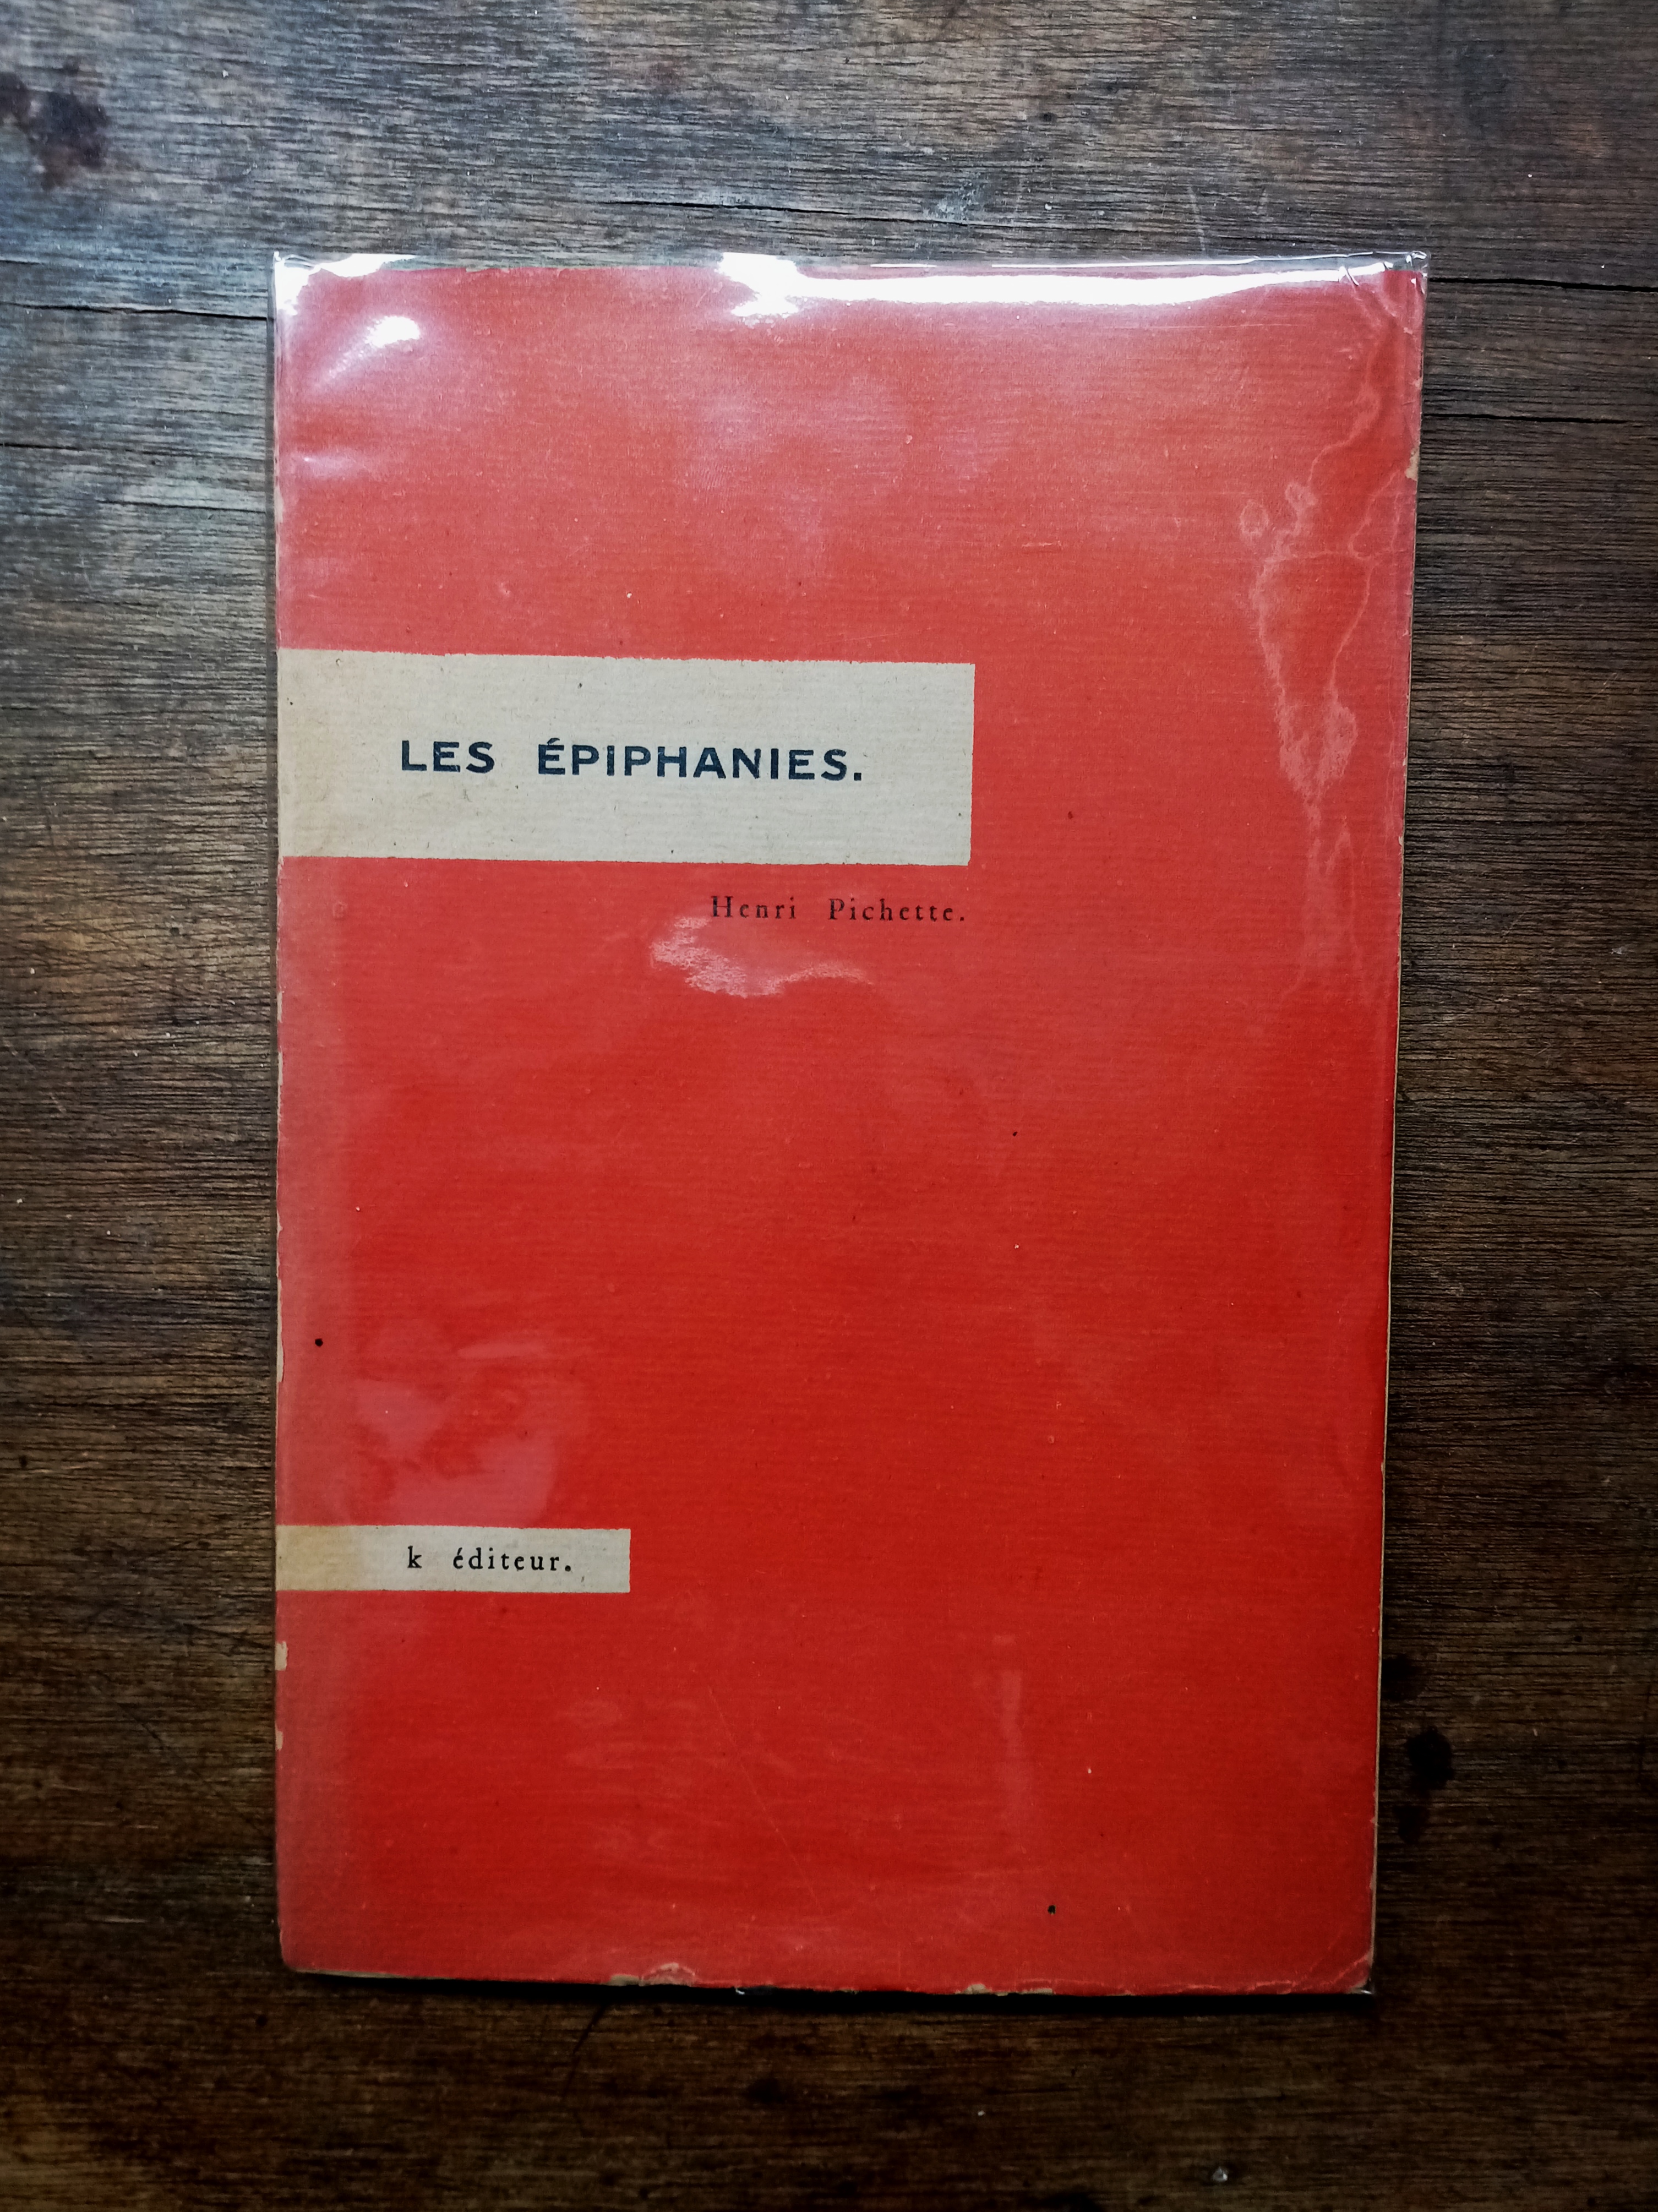 LES ÉPIPHANIES.
Henri Pichette.
k éditeur.